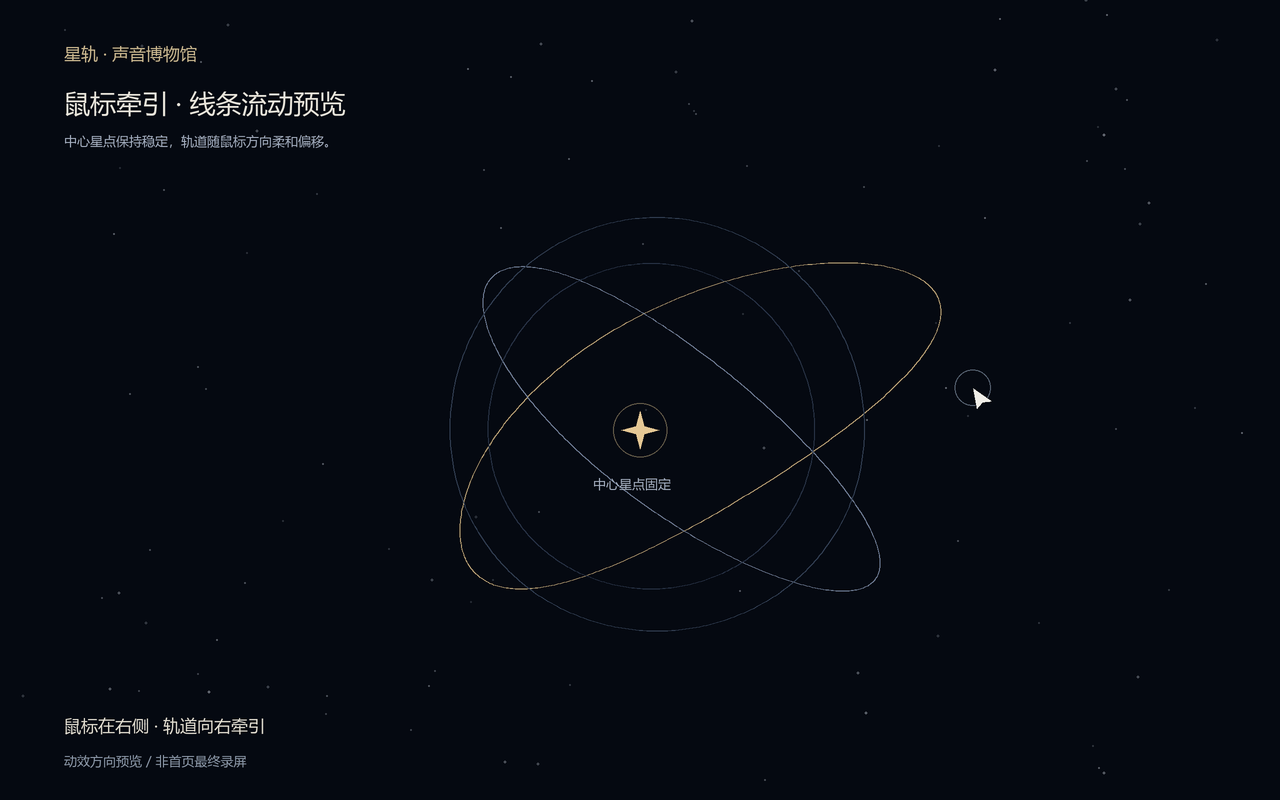 星轨 · 声音博物馆
鼠标牵引 · 线条流动预览
中心星点保持稳定，轨道随鼠标方向柔和偏移。
中心星点固定
鼠标在右侧 · 轨道向右牵引
动效方向预览 / 非首页最终录屏